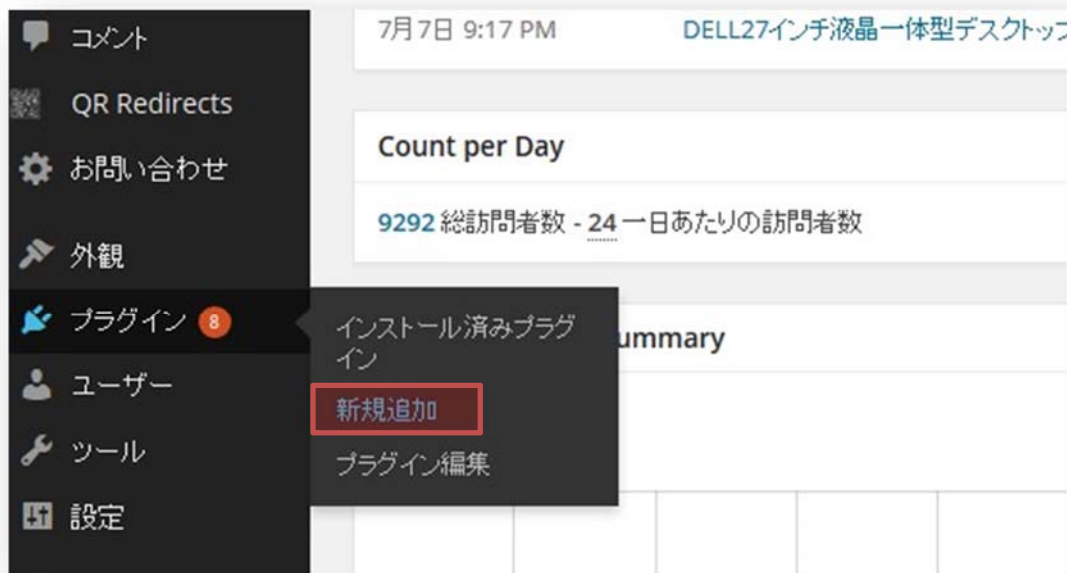 コメント
QR Redirects
お問い合わせ
外観
プラグイン 8
ユーザー
ツール
設定
インストール済みプラグ
イン
新規追加
プラグイン編集
7月 7日 9:17 PM DELL27インチ液晶一体型デスクトップ
Count per Day
9292 総訪問者数 - 24 一日あたりの訪問者数
ummary